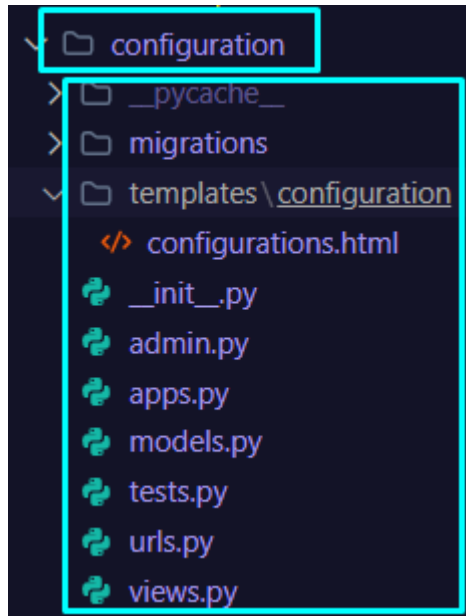 configuration
__pycache__
migrations
templates\configuration
configurations.html
__init__.py
admin.py
apps.py
models.py
tests.py
urls.py
views.py